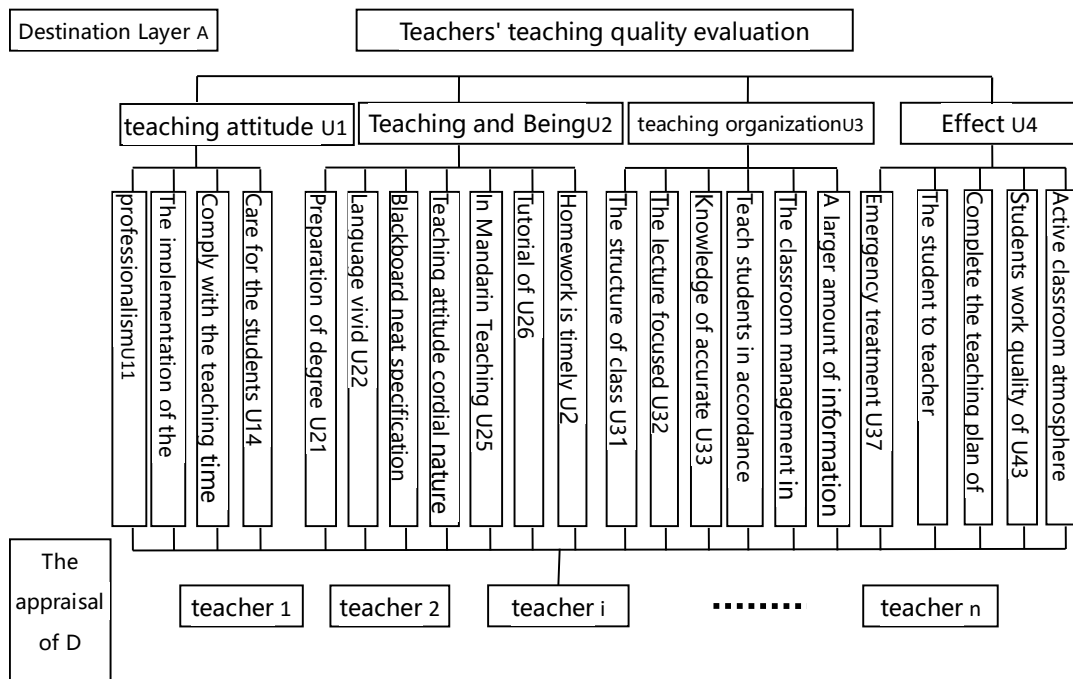 Destination Layer A
Teachers' teaching quality evaluation
teaching attitude U1
Teaching and BeingU2
teaching organizationU3
Effect U4
professionalismU11
The implementation of the
Comply with the teaching time
Care for the students U14
Preparation of degree U21
Language vivid U22
Blackboard neat specification
Teaching attitude cordial nature
In Mandarin Teaching U25
Tutorial of U26
Homework is timely U2
The structure of class U31
The lecture focused U32
Knowledge of accurate U33
Teach students in accordance
The classroom management in
A larger amount of information
Emergency treatment U37
The student to teacher
Complete the teaching plan of
Students work quality of U43
Active classroom atmosphere
The
appraisal
of D
teacher 1
teacher 2
teacher i
........
teacher n